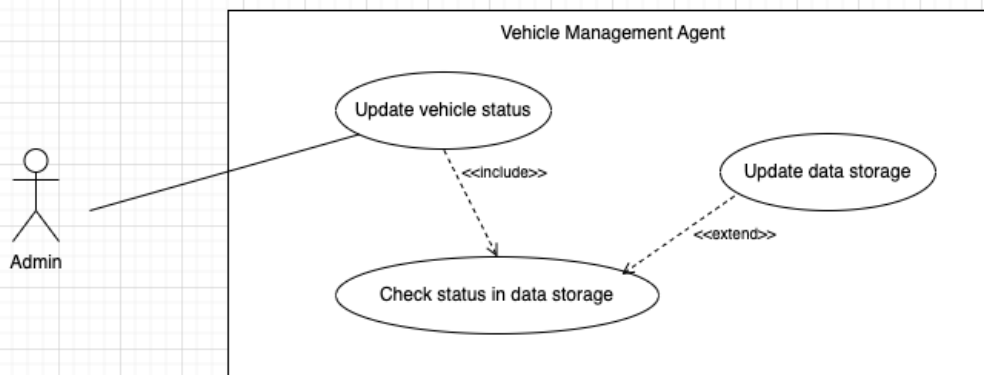 Vehicle Management Agent
Update vehicle status
<<include>>
Update data storage
<<extend>>
Admin
Check status in data storage